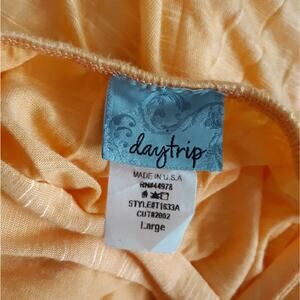 daytrip
MADE IN U.S.A
RN#44978
STYLE#T1633A
CUT#2002
Large